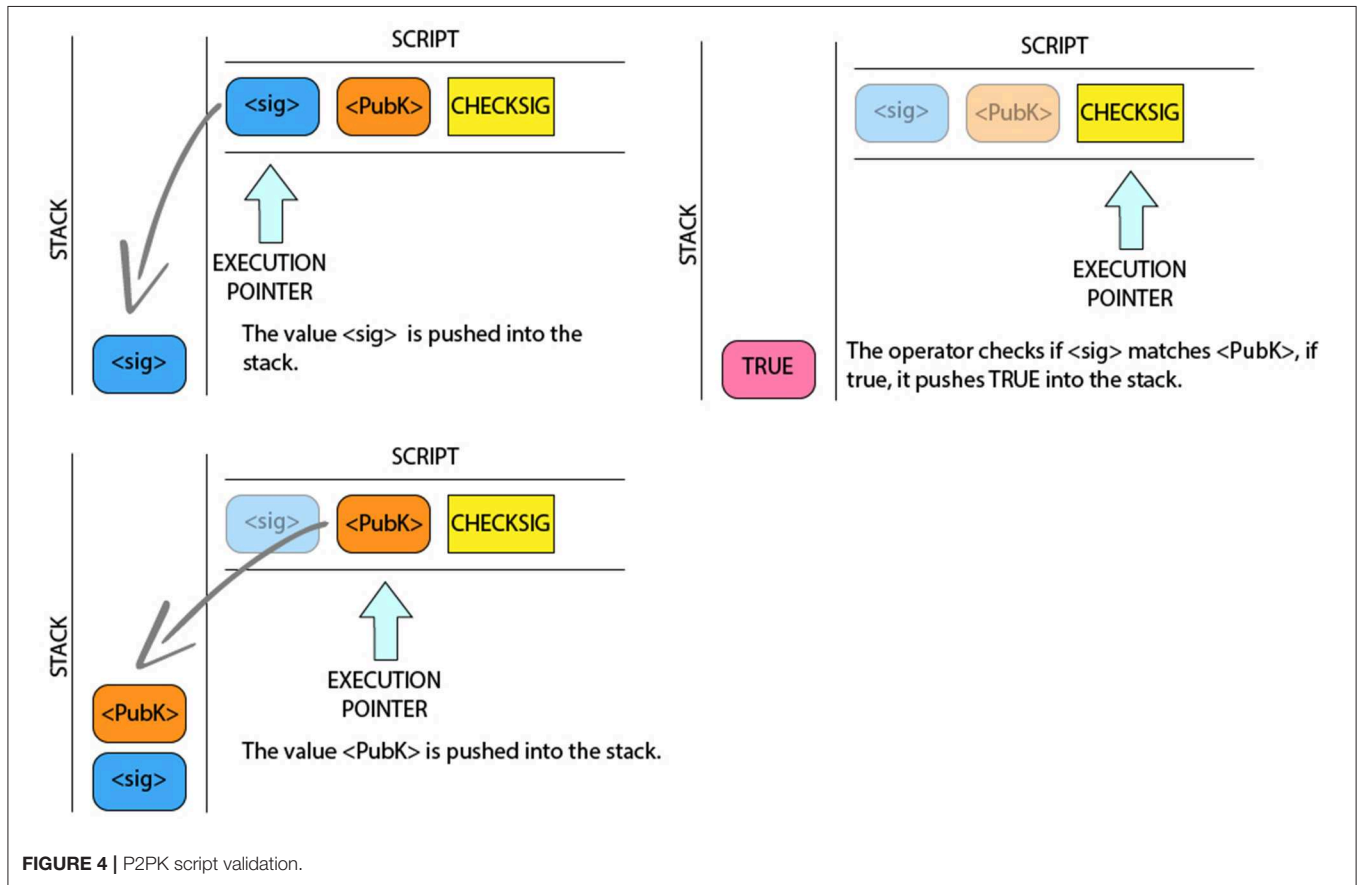 SCRIPT
<sig>
<PubK>
CHECKSIG
STACK
EXECUTION
POINTER
The value <sig> is pushed into the
stack.
<sig>
SCRIPT
<sig>
<PubK>
CHECKSIG
STACK
EXECUTION
POINTER
The operator checks if <sig> matches <PubK>, if
true, it pushes TRUE into the stack.
TRUE
SCRIPT
<sig>
<PubK>
CHECKSIG
STACK
EXECUTION
POINTER
The value <PubK> is pushed into the stack.
<PubK>
<sig>
FIGURE 4 | P2PK script validation.